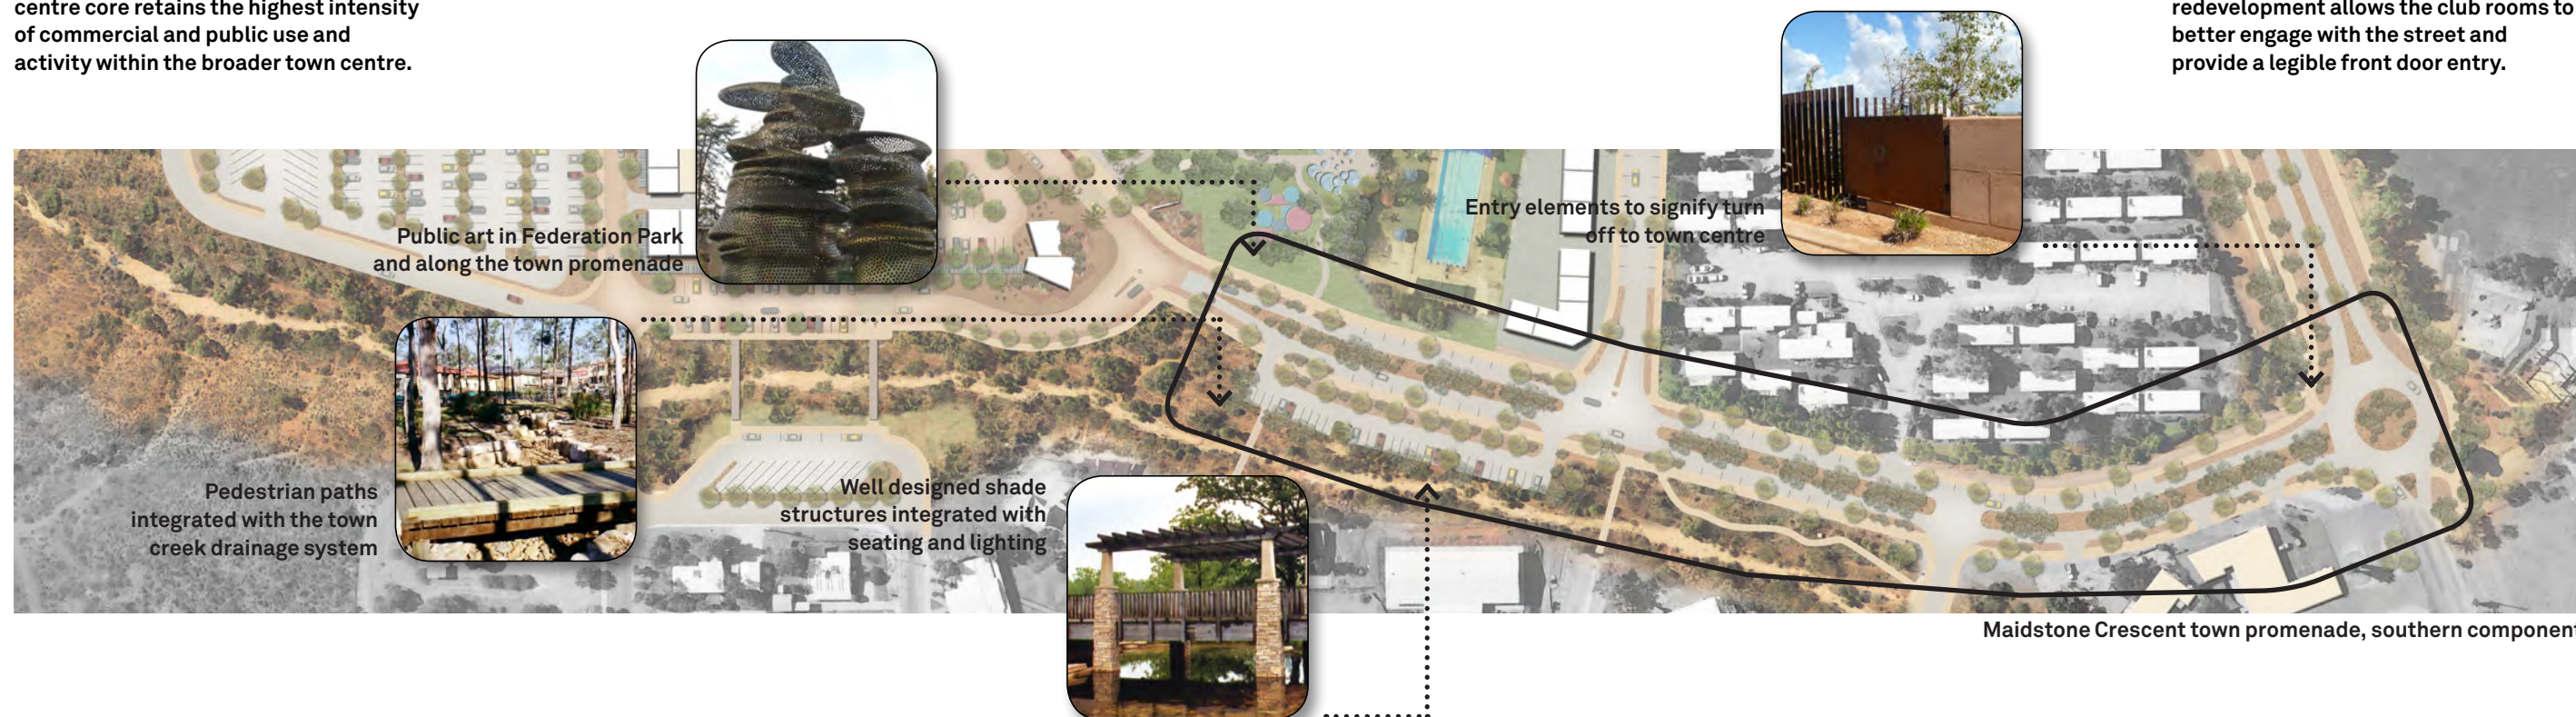 centre core retains the highest intensity
of commercial and public use and
activity within the broader town centre.
redevelopment allows the club rooms to
better engage with the street and
provide a legible front door entry.
Public art in Federation Park
and along the town promenade
Entry elements to signify turn
off to town centre
Pedestrian paths
integrated with the town
creek drainage system
Well designed shade
structures integrated with
seating and lighting
Maidstone Crescent town promenade, southern component